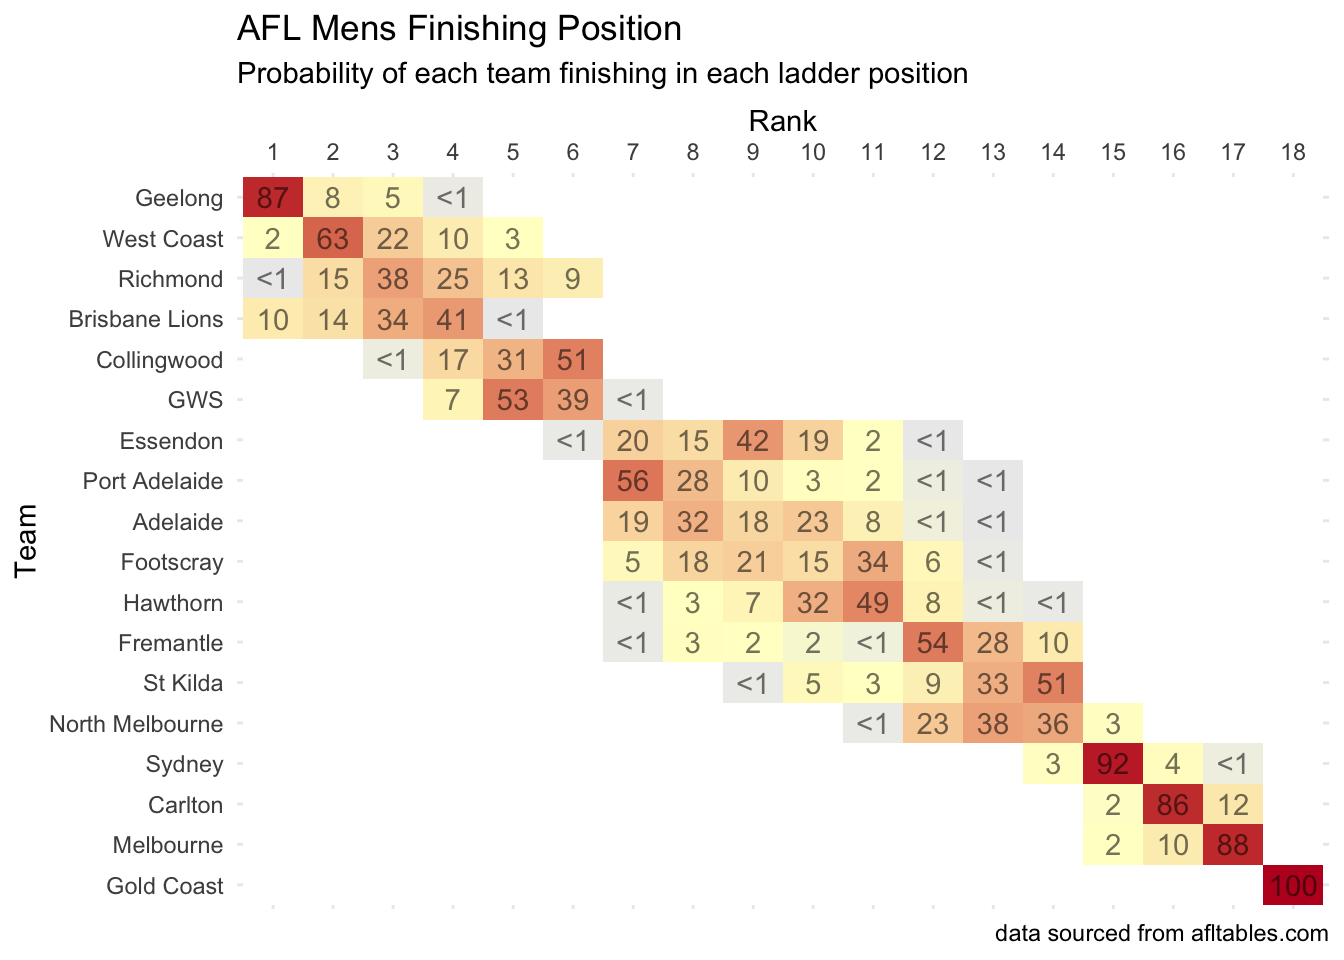 AFL Mens Finishing Position
Probability of each team finishing in each ladder position
Rank
1 2 3 4 5 6 7 8 9 10 11 12 13 14 15 16 17 18
Team
Geelong 87 8 5 <1
West Coast 2 63 22 10 3
Richmond <1 15 38 25 13 9
Brisbane Lions 10 14 34 41 <1
Collingwood <1 17 31 51
GWS 7 53 39 <1
Essendon <1 20 15 42 19 2 <1
Port Adelaide 56 28 10 3 2 <1 <1
Adelaide 19 32 18 23 8 <1 <1
Footscray 5 18 21 15 34 6 <1
Hawthorn <1 3 7 32 49 8 <1 <1
Fremantle <1 3 2 2 <1 54 28 10
St Kilda <1 5 3 9 33 51
North Melbourne <1 23 38 36 3
Sydney 3 92 4 <1
Carlton 2 86 12
Melbourne 2 10 88
Gold Coast 100
data sourced from afltables.com